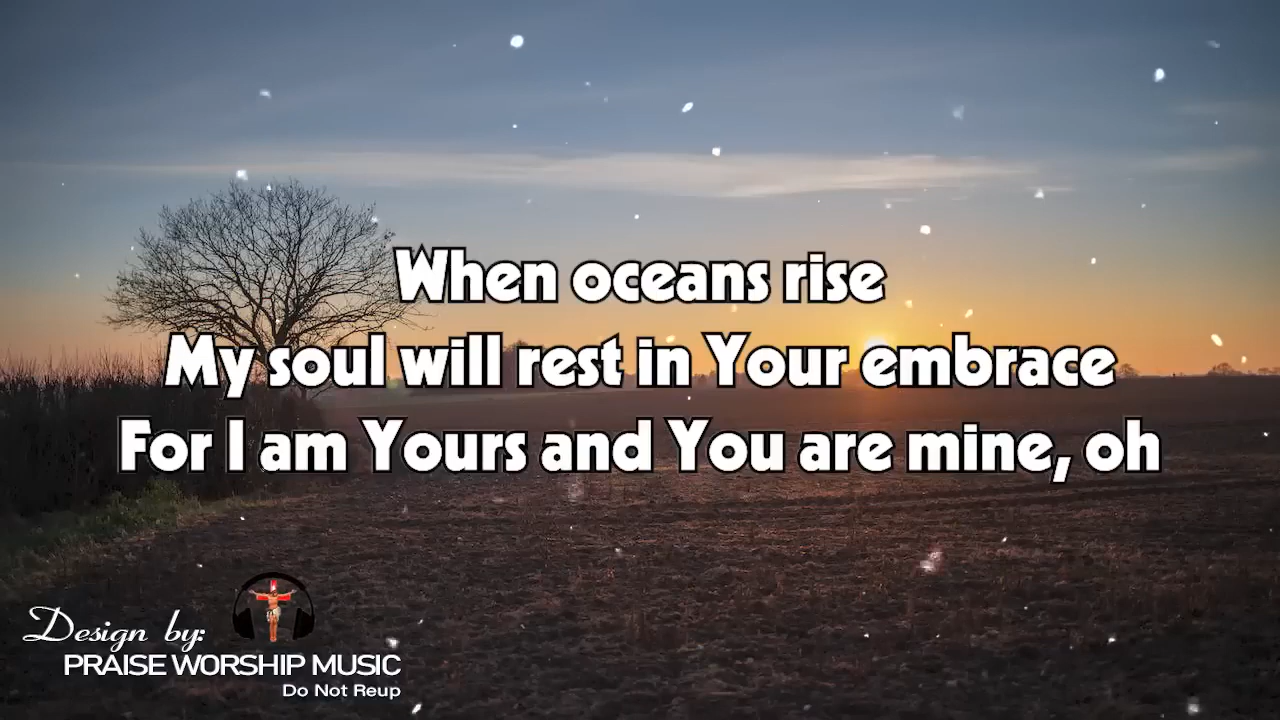 When oceans rise
My soul will rest in Your embrace
For I am Yours and You are mine, oh
Design by:
PRAISE WORSHIP MUSIC
Do Not Reup